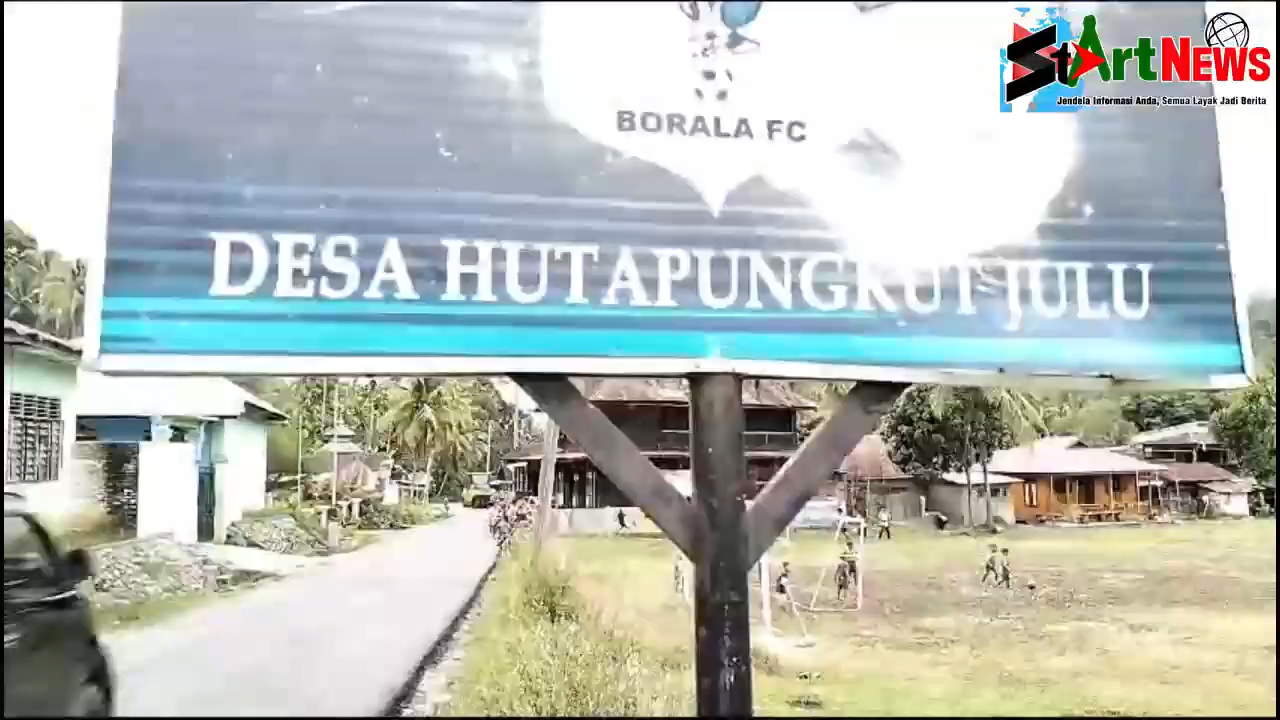 StArtNEWS
Jendela Informasi Anda, Semua Layak Jadi Berita
BORALA FC
DESA HUTAPUNGKUT JULU